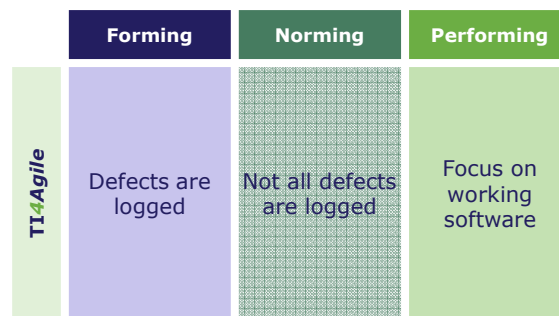 Forming
Norming
Performing
TI4Agile
Defects are
logged
Not all defects
are logged
Focus on
working
software